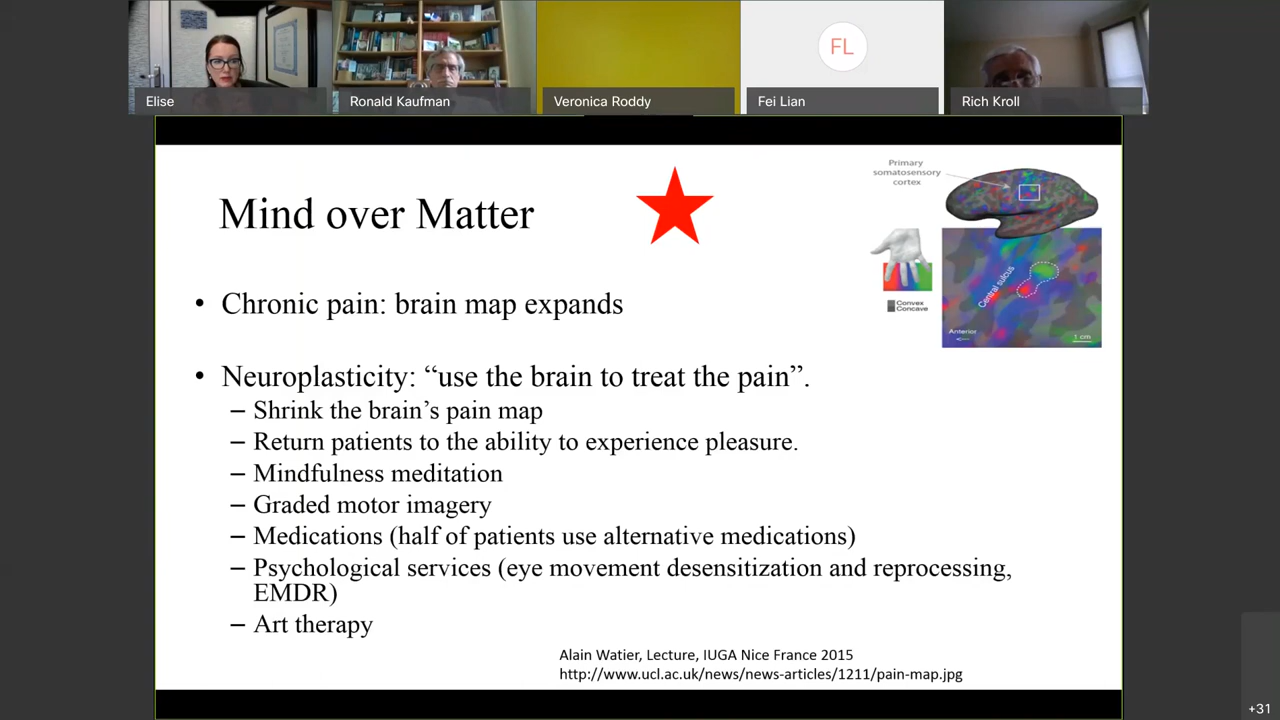 Elise
Ronald Kaufman
Veronica Roddy
FL
Fei Lian
Rich Kroll
Primary
somatosensory
cortex
Mind over Matter
Central sulcus
Convex
Concave
Anterior
1 cm
• Chronic pain: brain map expands
• Neuroplasticity: “use the brain to treat the pain”.
– Shrink the brain’s pain map
– Return patients to the ability to experience pleasure.
– Mindfulness meditation
– Graded motor imagery
– Medications (half of patients use alternative medications)
– Psychological services (eye movement desensitization and reprocessing,
EMDR)
– Art therapy
Alain Watier, Lecture, IUGA Nice France 2015
http://www.ucl.ac.uk/news/news-articles/1211/pain-map.jpg
+31